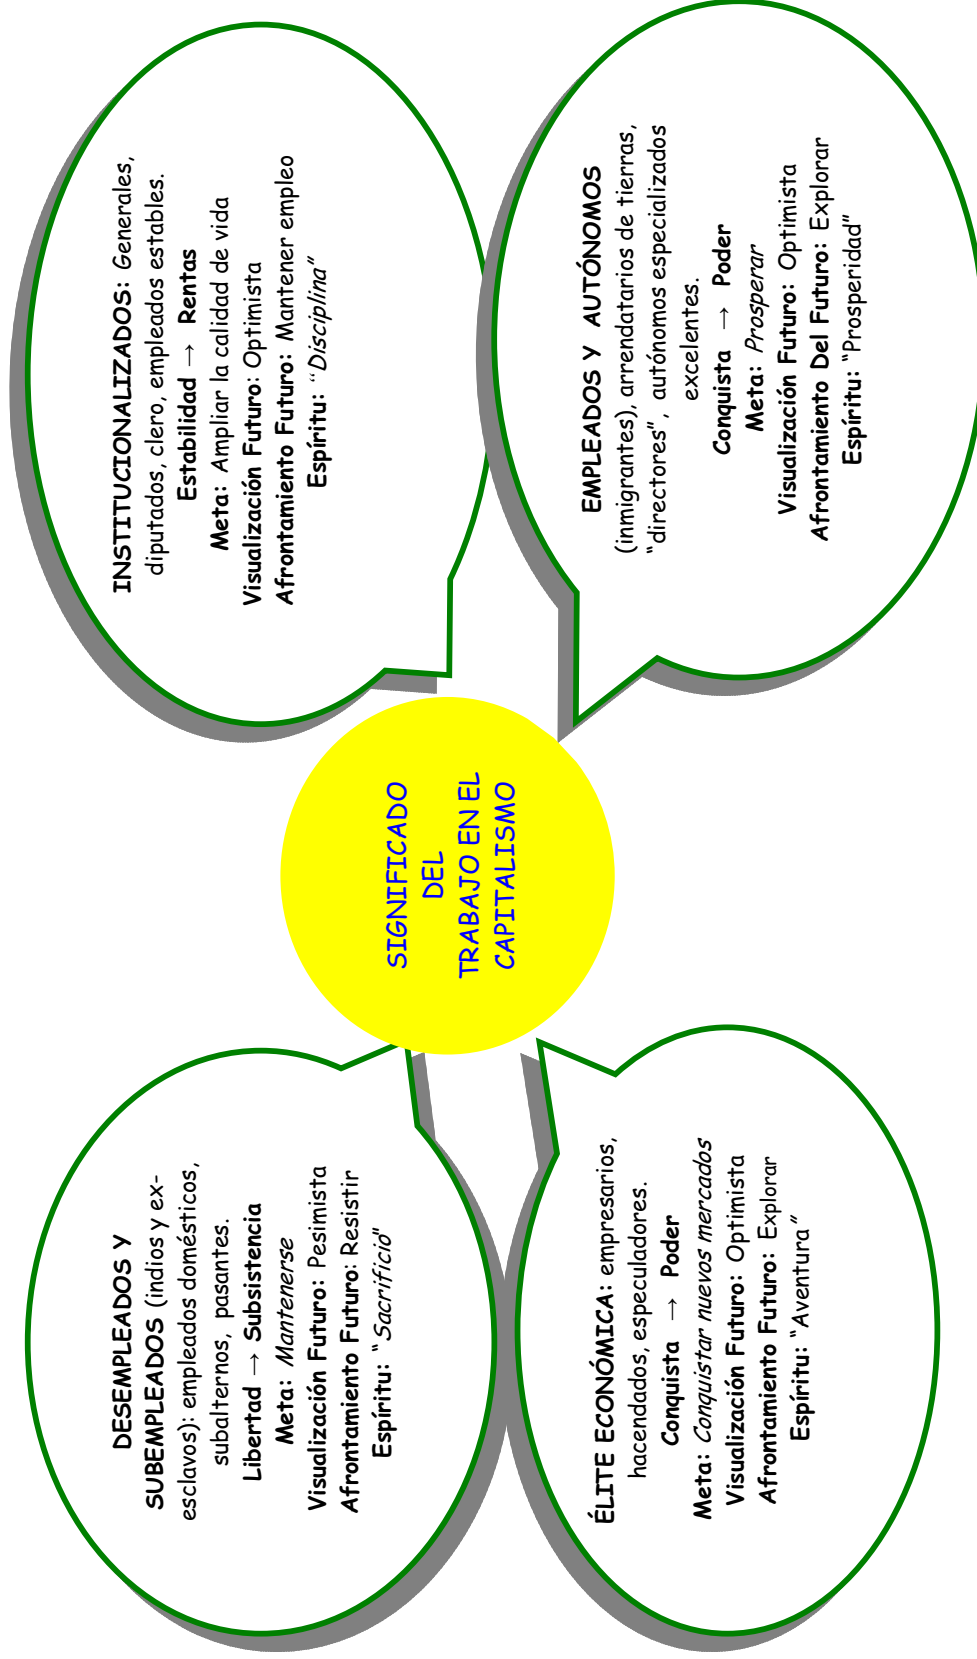 DESEMPLEADOS Y
SUBEMPLEADOS (indios y ex-
esclavos): empleados domésticos,
subalternos, pasantes.
Libertad → Subsistencia
Meta: Mantenerse
Visualización Futuro: Pesimista
Afrontamiento Futuro: Resistir
Espíritu: "Sacrificio"
INSTITUCIONALIZADOS: Generales,
diputados, clero, empleados estables.
Estabilidad → Rentas
Meta: Ampliar la calidad de vida
Visualización Futuro: Optimista
Afrontamiento Futuro: Mantener empleo
Espíritu: "Disciplina"
SIGNIFICADO
DEL
TRABAJO EN EL
CAPITALISMO
ÉLITE ECONÓMICA: empresarios,
hacendados, especuladores.
Conquista → Poder
Meta: Conquistar nuevos mercados
Visualización Futuro: Optimista
Afrontamiento Futuro: Explorar
Espíritu: "Aventura"
EMPLEADOS Y AUTÓNOMOS
(inmigrantes), arrendatarios de tierras,
"directores", autónomos especializados
excelentes.
Conquista → Poder
Meta: Prosperar
Visualización Futuro: Optimista
Afrontamiento Del Futuro: Explorar
Espíritu: "Prosperidad"